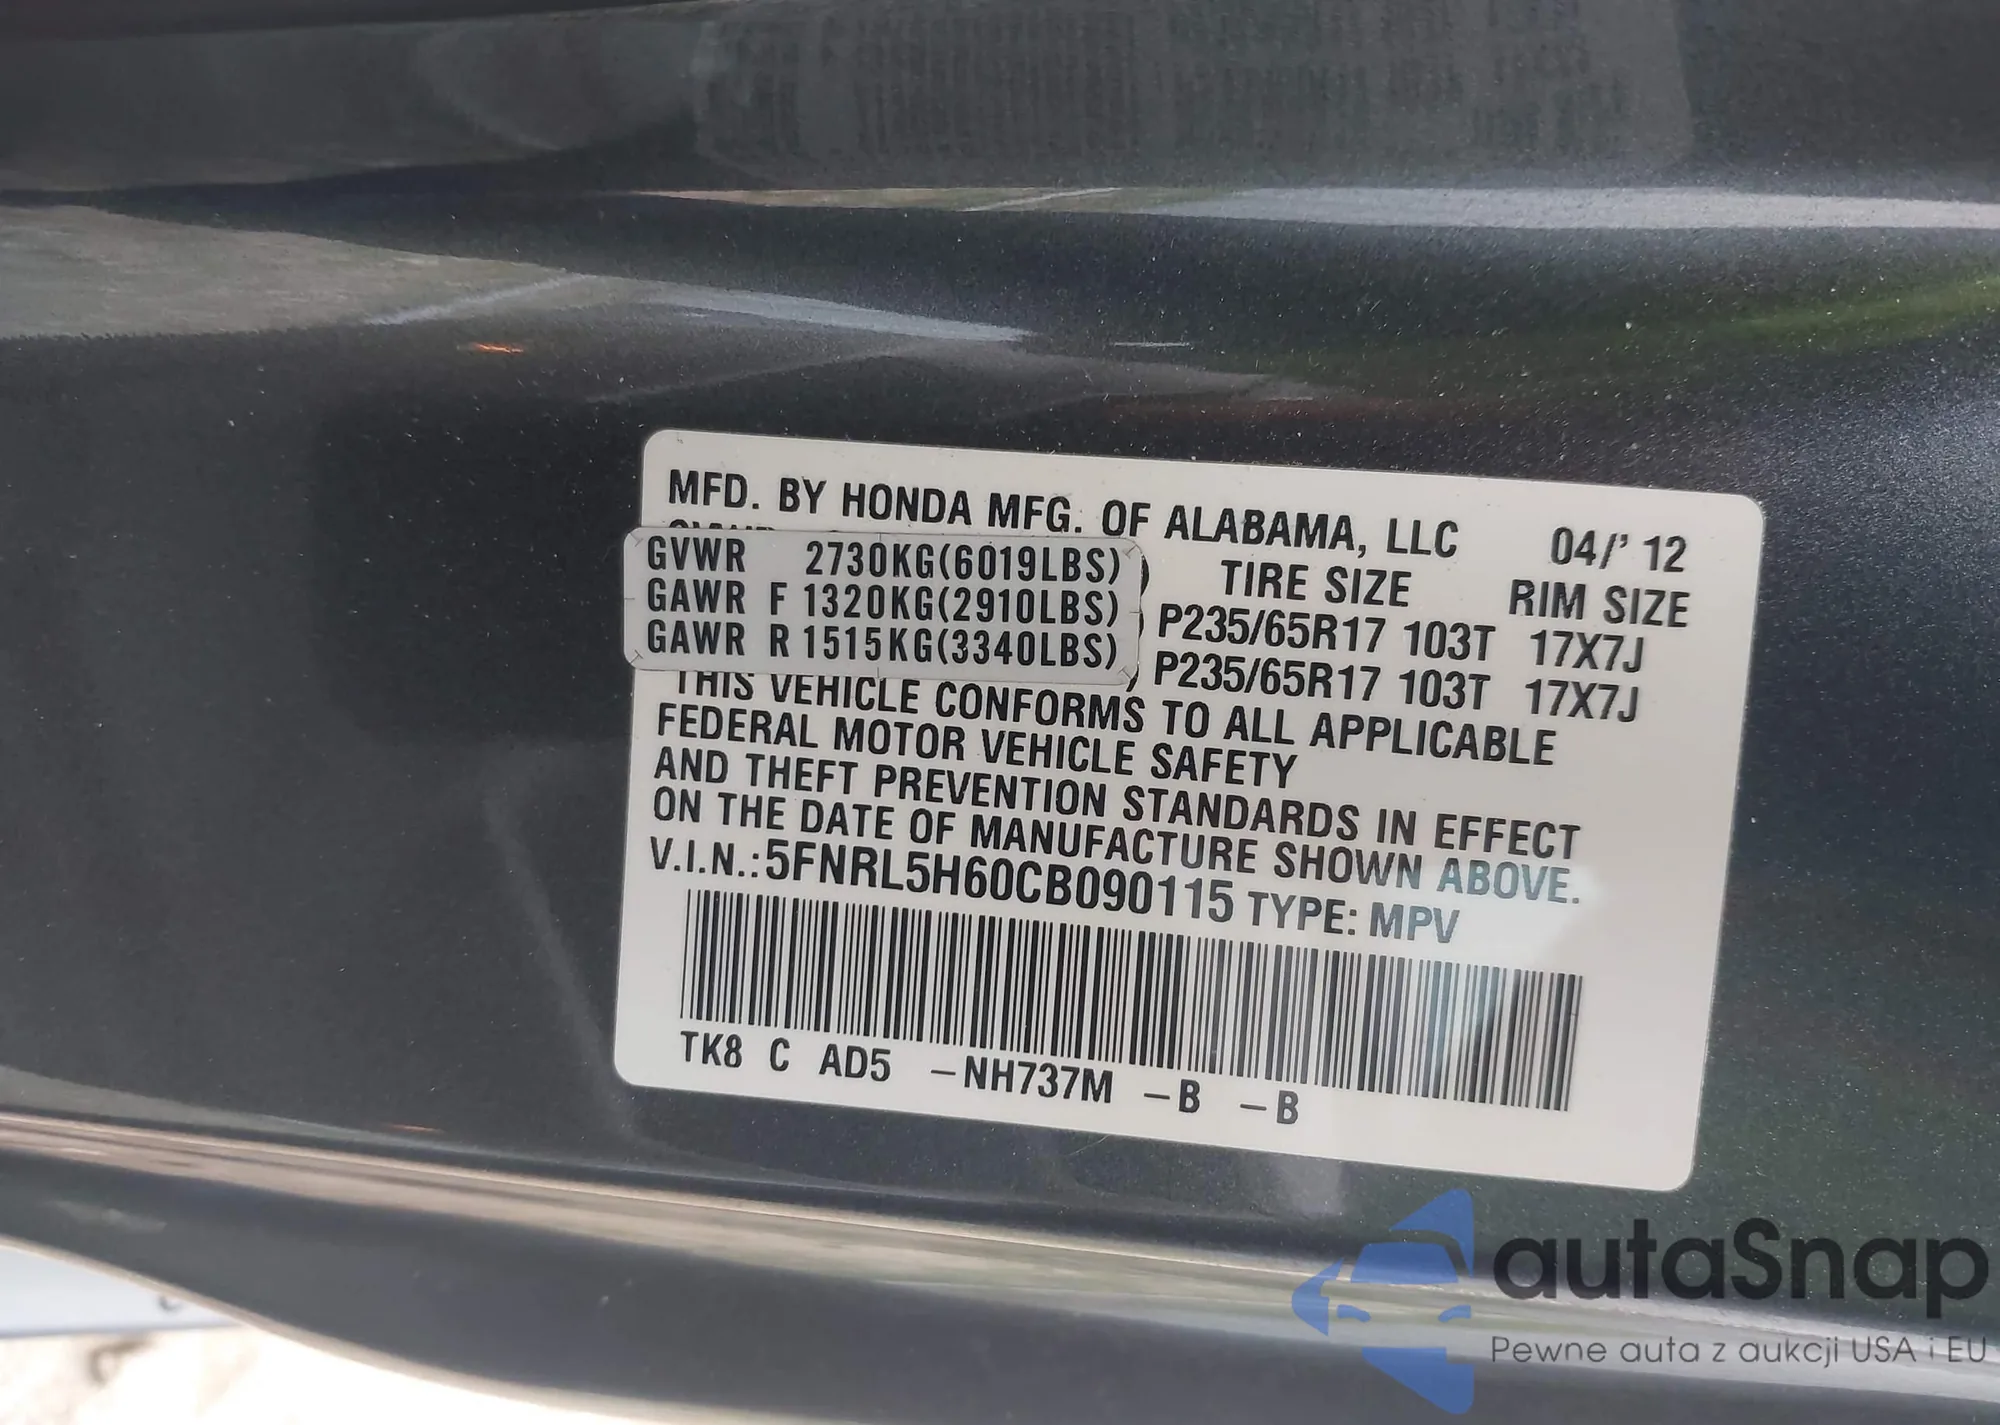 MFD. BY HONDA MFG. OF ALABAMA, LLC 04/' 12
GVWR 2730KG(6019LBS) TIRE SIZE RIM SIZE
GAWR F 1320KG(2910LBS) P235/65R17 103T 17X7J
GAWR R 1515KG(3340LBS) P235/65R17 103T 17X7J
THIS VEHICLE CONFORMS TO ALL APPLICABLE
FEDERAL MOTOR VEHICLE SAFETY
AND THEFT PREVENTION STANDARDS IN EFFECT
ON THE DATE OF MANUFACTURE SHOWN ABOVE.
V.I.N.:5FNRL5H60CB090115 TYPE: MPV
TK8 C AD5 -NH737M -B -B
autaSnap
Pewne auta z aukcji USA i EU